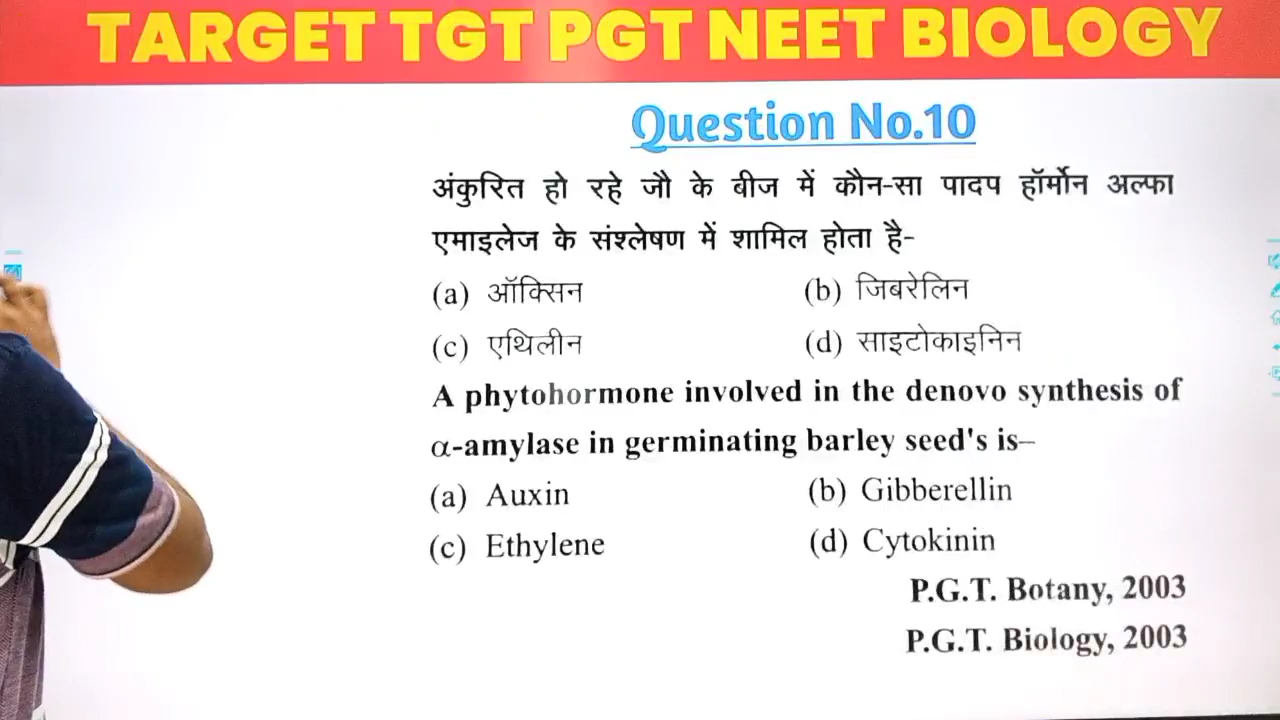 TARGET TGT PGT NEET BIOLOGY
Question No.10
अंकुरित हो रहे जौ के बीज में कौन-सा पादप हॉर्मोन अल्फा
एमाइलेज के संश्लेषण में शामिल होता है-
(a) ऑक्सिन (b) जिबरेलिन
(c) एथिलीन (d) साइटोकाइनिन
A phytohormone involved in the denovo synthesis of
α-amylase in germinating barley seed's is–
(a) Auxin (b) Gibberellin
(c) Ethylene (d) Cytokinin
P.G.T. Botany, 2003
P.G.T. Biology, 2003